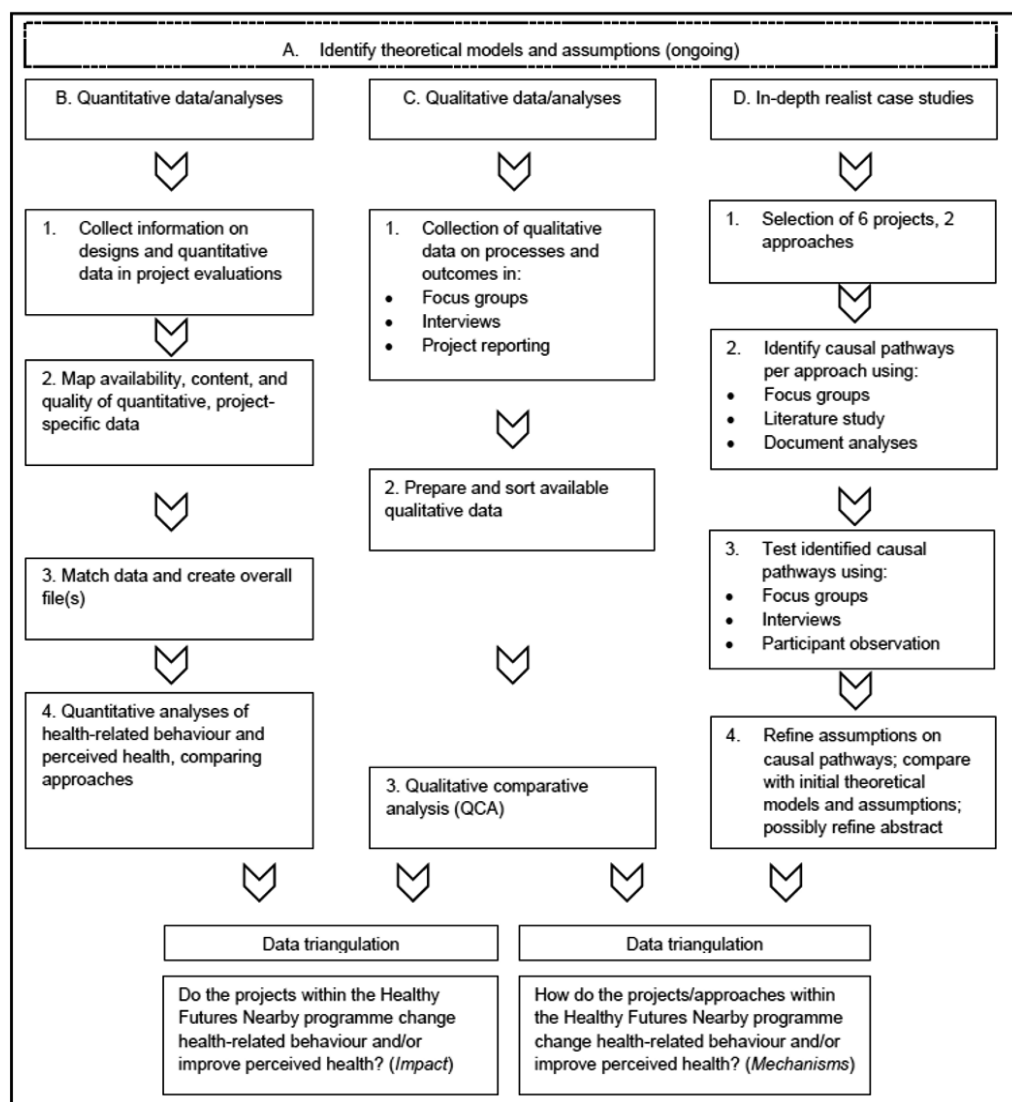 A. Identify theoretical models and assumptions (ongoing)
B. Quantitative data/analyses
1. Collect information on
designs and quantitative
data in project evaluations
2. Map availability, content, and
quality of quantitative, project-
specific data
3. Match data and create overall
file(s)
4. Quantitative analyses of
health-related behaviour and
perceived health, comparing
approaches
C. Qualitative data/analyses
1. Collection of qualitative
data on processes and
outcomes in:
• Focus groups
• Interviews
• Project reporting
2. Prepare and sort available
qualitative data
3. Qualitative comparative
analysis (QCA)
D. In-depth realist case studies
1. Selection of 6 projects, 2
approaches
2. Identify causal pathways
per approach using:
• Focus groups
• Literature study
• Document analyses
3. Test identified causal
pathways using:
• Focus groups
• Interviews
• Participant observation
4. Refine assumptions on
causal pathways; compare
with initial theoretical
models and assumptions;
possibly refine abstract
Data triangulation
Do the projects within the Healthy
Futures Nearby programme change
health-related behaviour and/or
improve perceived health? (Impact)
Data triangulation
How do the projects/approaches within
the Healthy Futures Nearby programme
change health-related behaviour and/or
improve perceived health? (Mechanisms)